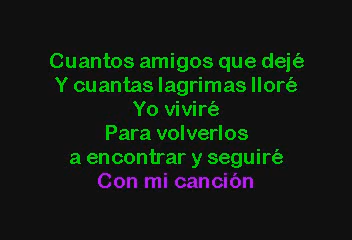 Cuantos amigos que dejé
Y cuantas lagrimas lloré
Yo viviré
Para volverlos
a encontrar y seguiré
Con mi canción